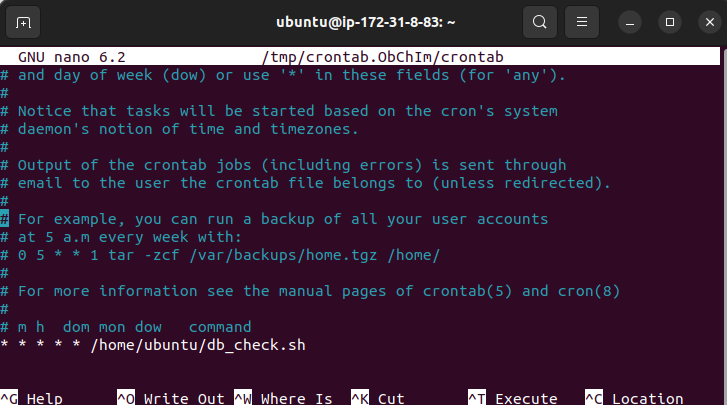 ubuntu@ip-172-31-8-83: ~
GNU nano 6.2 /tmp/crontab.ObChIm/crontab
# and day of week (dow) or use '*' in these fields (for 'any').
#
# Notice that tasks will be started based on the cron's system
# daemon's notion of time and timezones.
#
# Output of the crontab jobs (including errors) is sent through
# email to the user the crontab file belongs to (unless redirected).
#
# For example, you can run a backup of all your user accounts
# at 5 a.m every week with:
# 0 5 * * 1 tar -zcf /var/backups/home.tgz /home/
#
# For more information see the manual pages of crontab(5) and cron(8)
#
# m h  dom mon dow   command
* * * * * /home/ubuntu/db_check.sh
^G Help ^O Write Out ^W Where Is ^K Cut ^T Execute ^C Location